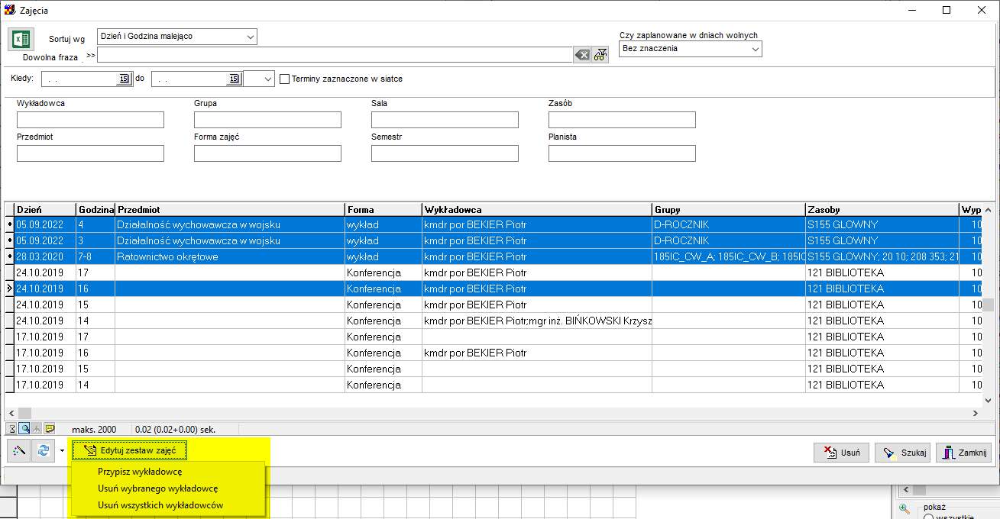 Zajęcia
Sortuj wg Dzień i Godzina malejąco
Czy zaplanowane w dniach wolnych
Dowolna fraza >> Bez znaczenia
Kiedy: . . 15 do . . 15 Terminy zaznaczone w siatce
Wykładowca Grupa Sala Zasób
Przedmiot Forma zajęć Semestr Planista
Dzień Godzina Przedmiot Forma Wykładowca Grupy Zasoby Wyp
05.09.2022 4 Działalność wychowawcza w wojsku wykład kmdr por BEKIER Piotr D-ROCZNIK S155 GLOWNY 10
05.09.2022 3 Działalność wychowawcza w wojsku wykład kmdr por BEKIER Piotr D-ROCZNIK S155 GLOWNY 10
28.03.2020 7-8 Ratownictwo okrętowe wykład kmdr por BEKIER Piotr 185IC_CW_A; 185IC_CW_B; 185IC S155 GLOWNY; 20 10; 208 353; 21 10
24.10.2019 17 Konferencja kmdr por BEKIER Piotr 121 BIBLIOTEKA 10
24.10.2019 16 Konferencja kmdr por BEKIER Piotr 121 BIBLIOTEKA 10
24.10.2019 15 Konferencja kmdr por BEKIER Piotr 121 BIBLIOTEKA 10
24.10.2019 14 Konferencja kmdr por BEKIER Piotr;mgr inż. BIŃKOWSKI Krzysz 121 BIBLIOTEKA 10
17.10.2019 17 Konferencja 121 BIBLIOTEKA 10
17.10.2019 16 Konferencja kmdr por BEKIER Piotr 121 BIBLIOTEKA 10
17.10.2019 15 Konferencja 121 BIBLIOTEKA 10
17.10.2019 14 Konferencja 121 BIBLIOTEKA 10
maks. 2000 0.02 (0.02+0.00) sek.
Edytuj zestaw zajęć Usuń Szukaj Zamknij
Przypisz wykładowcę
Usuń wybranego wykładowcę
Usuń wszystkich wykładowców
pokaż
wszystkie